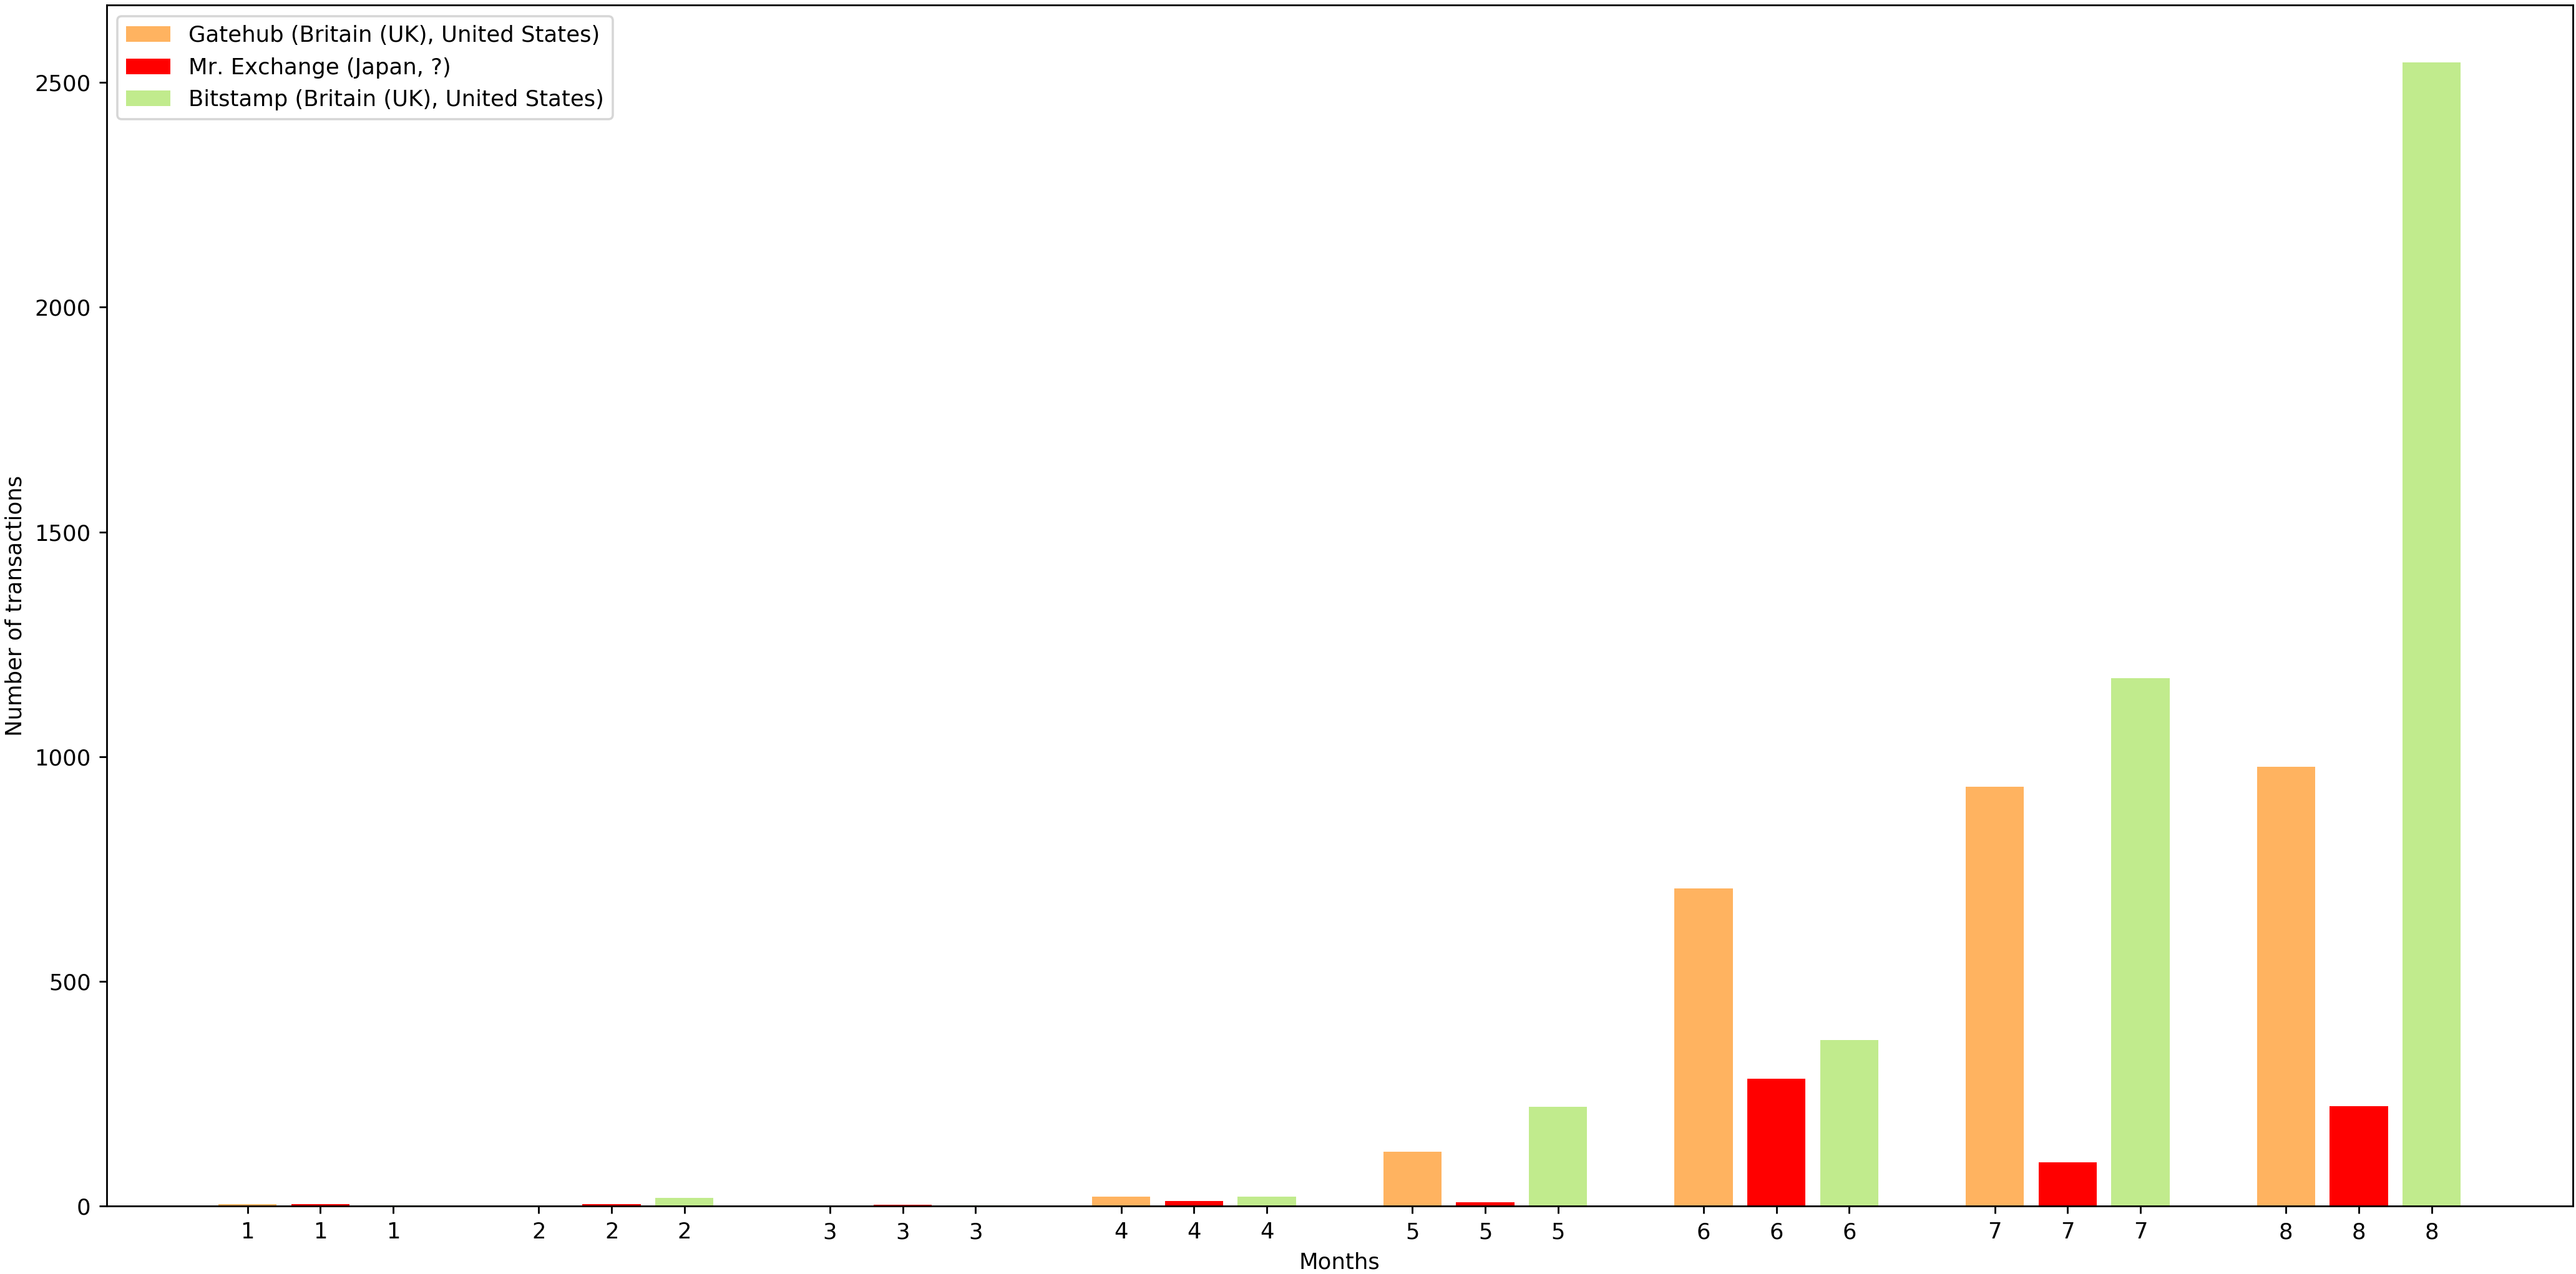 Gatehub (Britain (UK), United States)
Mr. Exchange (Japan, ?)
Bitstamp (Britain (UK), United States)
2500
2000
1500
1000
500
0
Number of transactions
1 1 1 2 2 2 3 3 3 4 4 4 5 5 5 6 6 6 7 7 7 8 8 8
Months